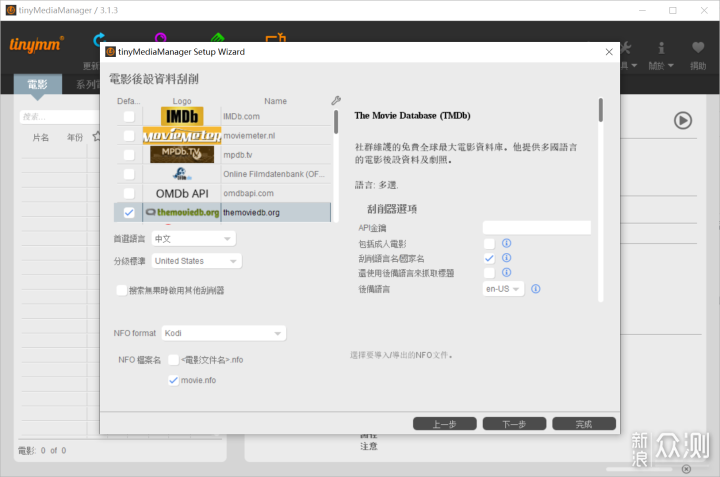 tinyMediaManager / 3.1.3
tinymm®
更新
具
關於
捐助
電影
系列電
搜索...
片名
年份
tinyMediaManager Setup Wizard
電影後設資料刮削
Defa...
Logo
Name
IMDb
IMDb.com
MovieMeter
moviemeter.nl
MPDb.TV
mpdb.tv
Online Filmdatenbank (OF...
OMDb API
omdbapi.com
themoviedb.org
themoviedb.org
首選語言
中文
分級標準
United States
搜索無果時啟用其他刮削器
NFO format
Kodi
NFO 檔案名
<電影文件名>.nfo
movie.nfo
The Movie Database (TMDb)
社群維護的免費全球最大電影資料庫。他提供多國語言
的電影後設資料及劇照。
語言: 多選.
刮削器選項
API金鑰
包括成人電影
刮削語言名/國家名
還使用後備語言來抓取標題
後備語言
en-US
選擇要導入/導出的NFO文件。
上一步
下一步
完成
電影: 0 of 0
注意
新浪
众测